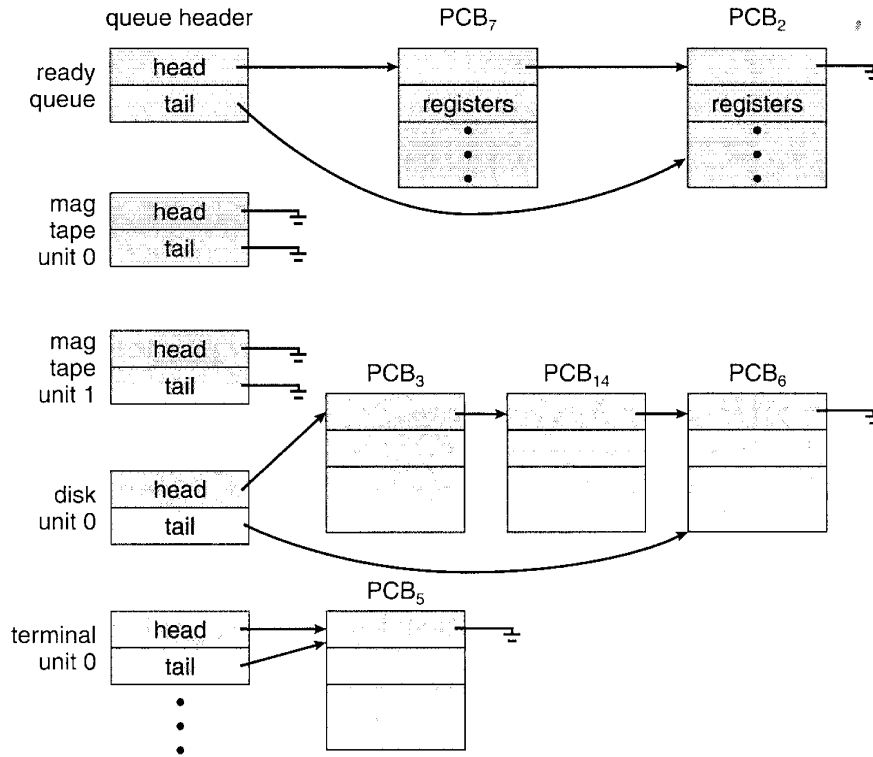 queue header PCB₇ PCB₂
ready queue
head
tail
registers
registers
mag tape unit 0
head
tail
mag tape unit 1
head
tail
PCB₃ PCB₁₄ PCB₆
disk unit 0
head
tail
PCB₅
terminal unit 0
head
tail